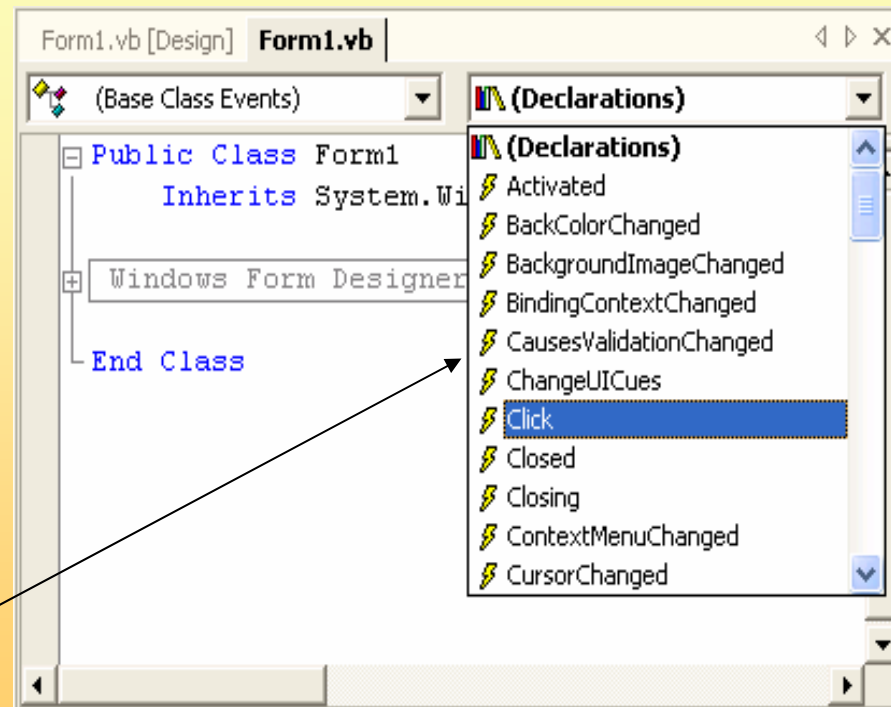 Form1.vb [Design] Form1.vb
(Base Class Events) (Declarations)
Public Class Form1
Inherits System.Wi
Windows Form Designer
End Class
(Declarations)
Activated
BackColorChanged
BackgroundImageChanged
BindingContextChanged
CausesValidationChanged
ChangeUICues
Click
Closed
Closing
ContextMenuChanged
CursorChanged